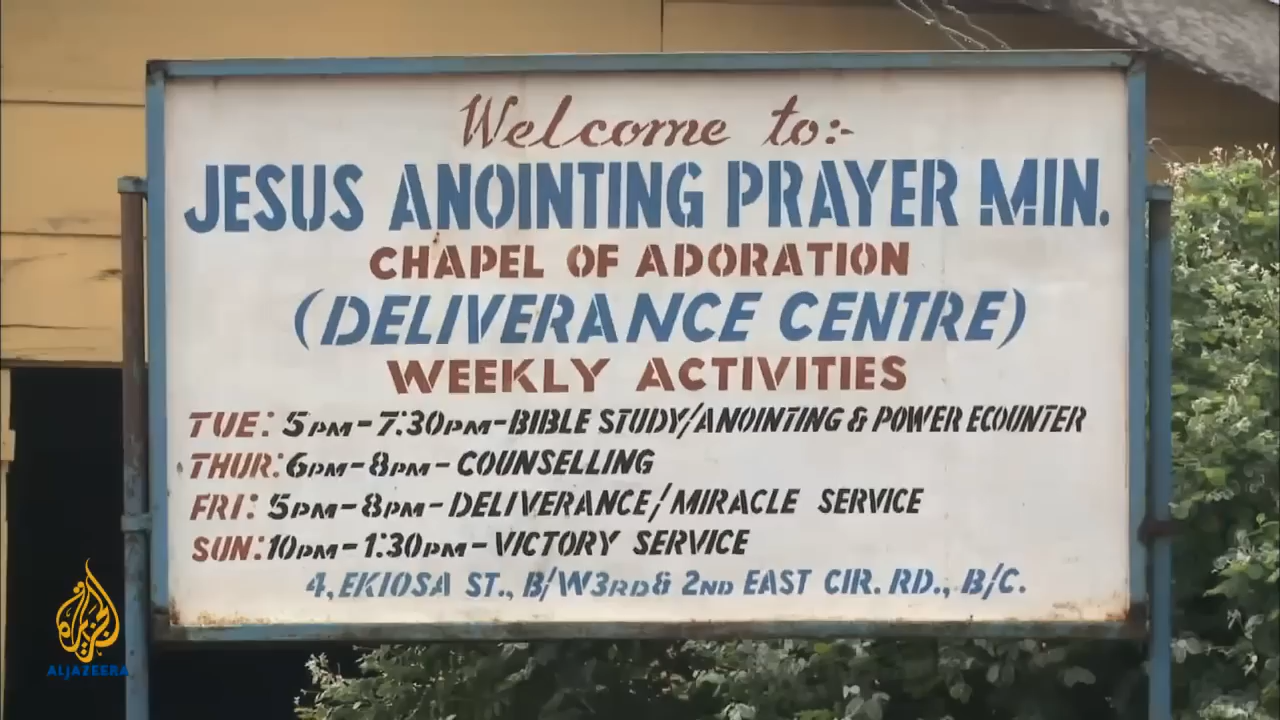 Welcome to:-
JESUS ANOINTING PRAYER MIN.
CHAPEL OF ADORATION
(DELIVERANCE CENTRE)
WEEKLY ACTIVITIES
TUE: 5PM-7:30PM-BIBLE STUDY/ANOINTING & POWER ECOUNTER
THUR: 6PM-8PM-COUNSELLING
FRI: 5PM-8PM-DELIVERANCE/MIRACLE SERVICE
SUN: 10PM-1:30PM-VICTORY SERVICE
4, EKIOSA ST., B/W 3RD & 2ND EAST CIR. RD., B/C.
الجزيرة
ALJAZEERA